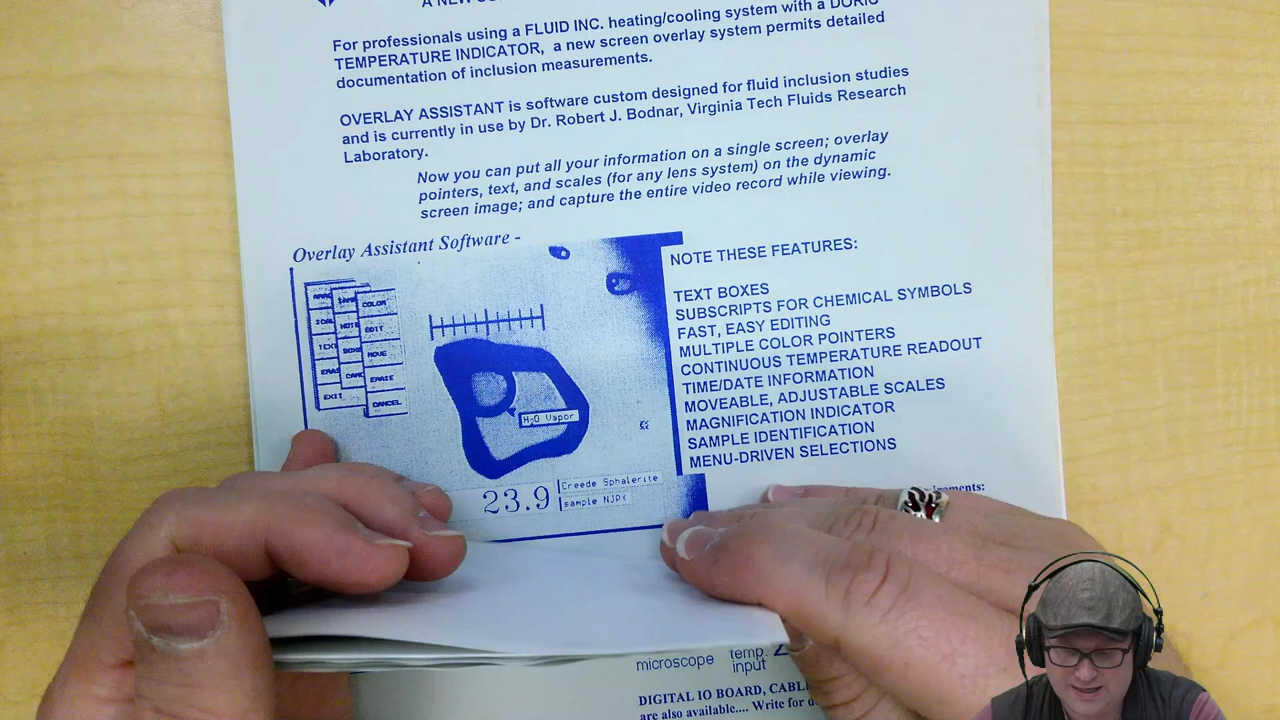 A NEW
For professionals using a FLUID INC. heating/cooling system with a DORIC
TEMPERATURE INDICATOR, a new screen overlay system permits detailed
documentation of inclusion measurements.
OVERLAY ASSISTANT is software custom designed for fluid inclusion studies
and is currently in use by Dr. Robert J. Bodnar, Virginia Tech Fluids Research
Laboratory.
Now you can put all your information on a single screen; overlay
pointers, text, and scales (for any lens system) on the dynamic
screen image; and capture the entire video record while viewing.
Overlay Assistant Software -
COLOR
EDIT
MOVE
ERASE
CANCEL
EXIT
H2O Vapor
23.9
Creede Sphalerite
sample
NOTE THESE FEATURES:
TEXT BOXES
SUBSCRIPTS FOR CHEMICAL SYMBOLS
FAST, EASY EDITING
MULTIPLE COLOR POINTERS
CONTINUOUS TEMPERATURE READOUT
TIME/DATE INFORMATION
MOVEABLE, ADJUSTABLE SCALES
MAGNIFICATION INDICATOR
SAMPLE IDENTIFICATION
MENU-DRIVEN SELECTIONS
microscope
temp.
input
DIGITAL IO BOARD,
are also available.... Write for